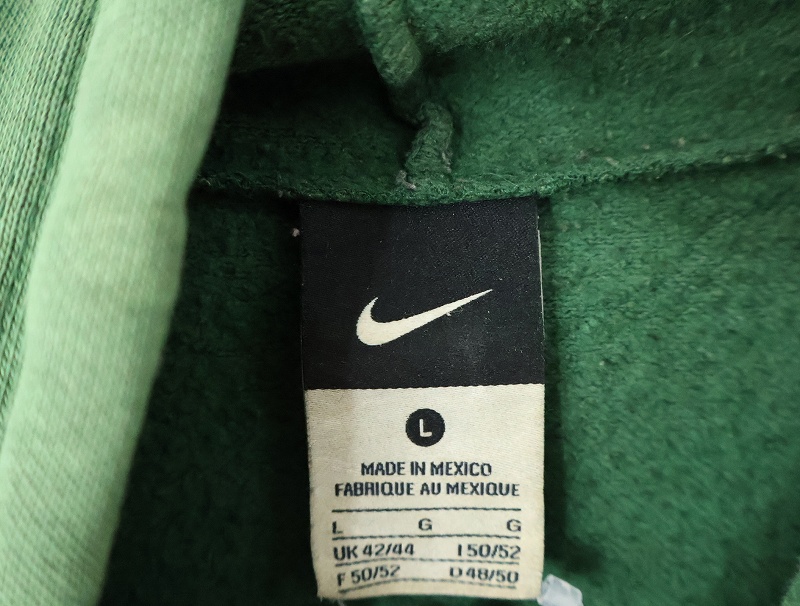 L
MADE IN MEXICO
FABRIQUE AU MEXIQUE
L G G
UK 42/44 I 50/52
F 50/52 D 48/50